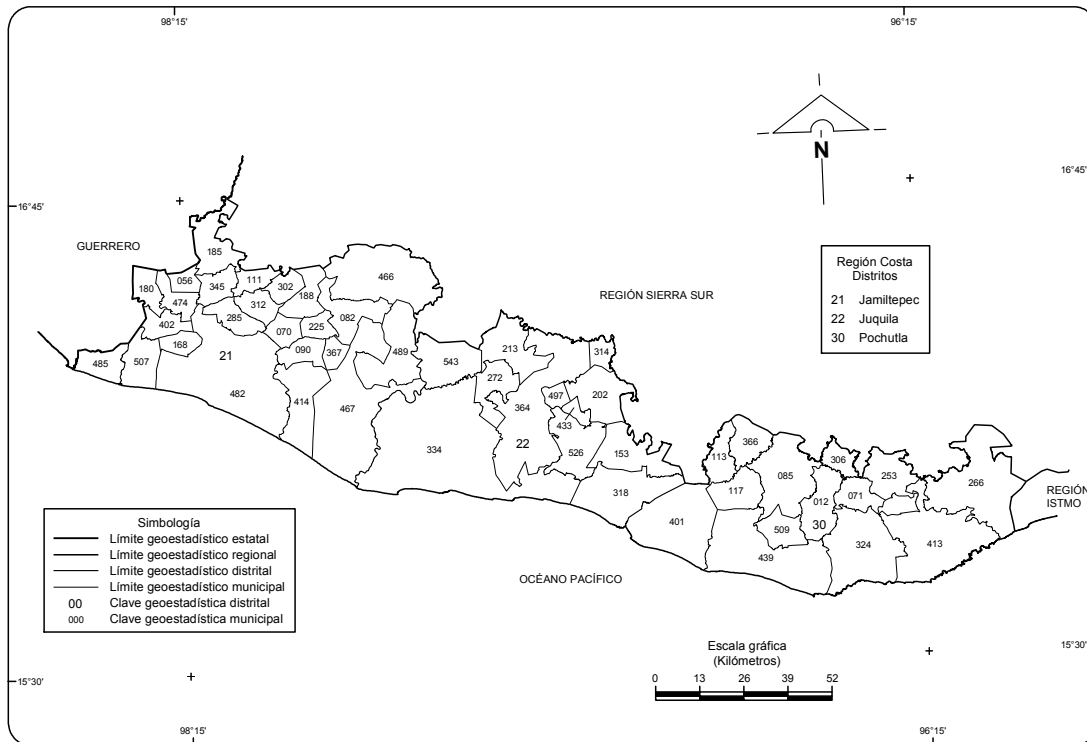 98°15'
96°15'
16°45'
16°45'
N
GUERRERO
REGIÓN SIERRA SUR
Región Costa
Distritos
21 Jamiltepec
22 Juquila
30 Pochutla
185
466
180
056
345
111
302
188
474
312
285
082
402
070
225
168
21
090
367
489
543
213
314
485
507
272
482
414
467
364
497
202
433
22
334
526
153
318
401
113
366
306
085
253
266
117
012
071
509
30
439
324
413
REGIÓN
ISTMO
OCÉANO PACÍFICO
Simbología
Límite geoestadístico estatal
Límite geoestadístico regional
Límite geoestadístico distrital
Límite geoestadístico municipal
00 Clave geoestadística distrital
000 Clave geoestadística municipal
Escala gráfica
(Kilómetros)
0 13 26 39 52
15°30'
15°30'
98°15'
96°15'